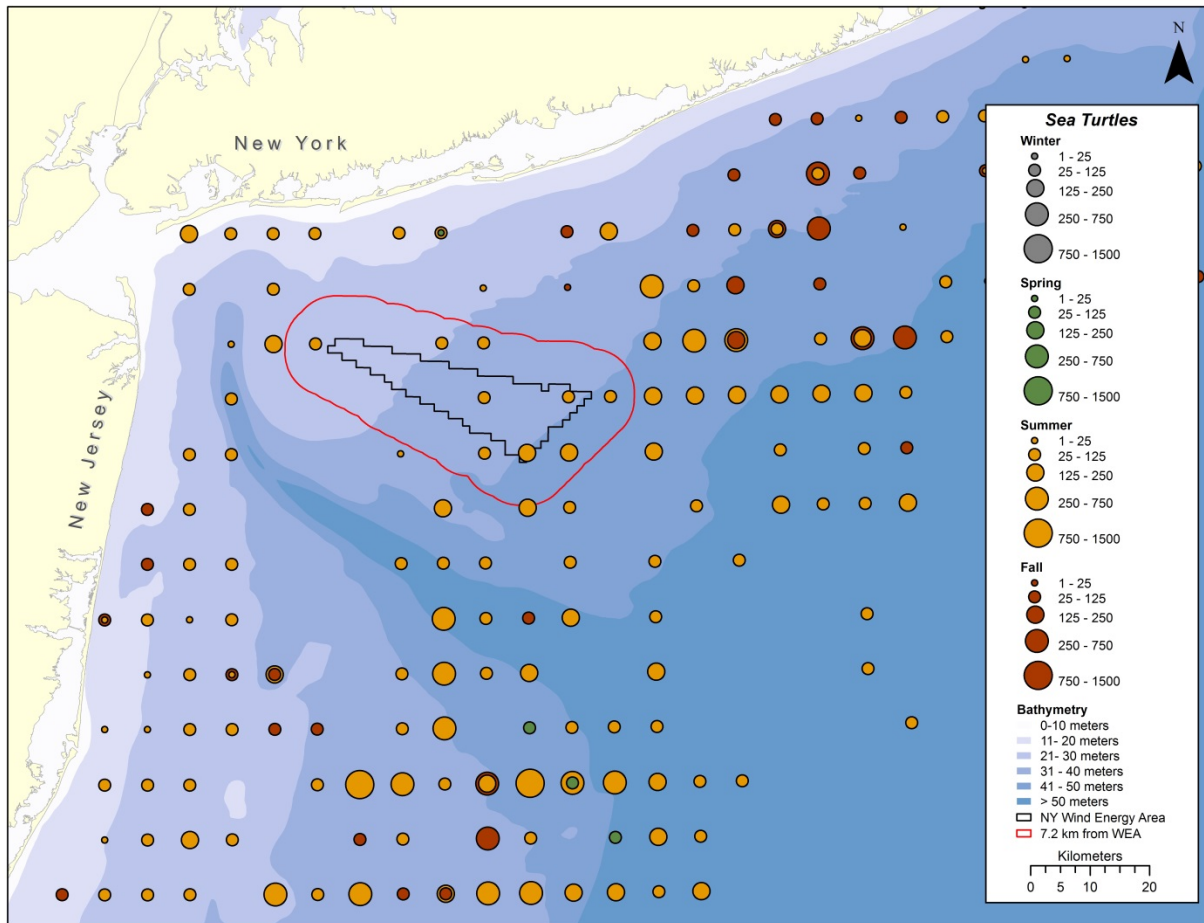 N
New York
New Jersey
Sea Turtles
Winter
1 - 25
25 - 125
125 - 250
250 - 750
750 - 1500
Spring
1 - 25
25 - 125
125 - 250
250 - 750
750 - 1500
Summer
1 - 25
25 - 125
125 - 250
250 - 750
750 - 1500
Fall
1 - 25
25 - 125
125 - 250
250 - 750
750 - 1500
Bathymetry
0-10 meters
11- 20 meters
21- 30 meters
31 - 40 meters
41 - 50 meters
> 50 meters
NY Wind Energy Area
7.2 km from WEA
Kilometers
0 5 10 20